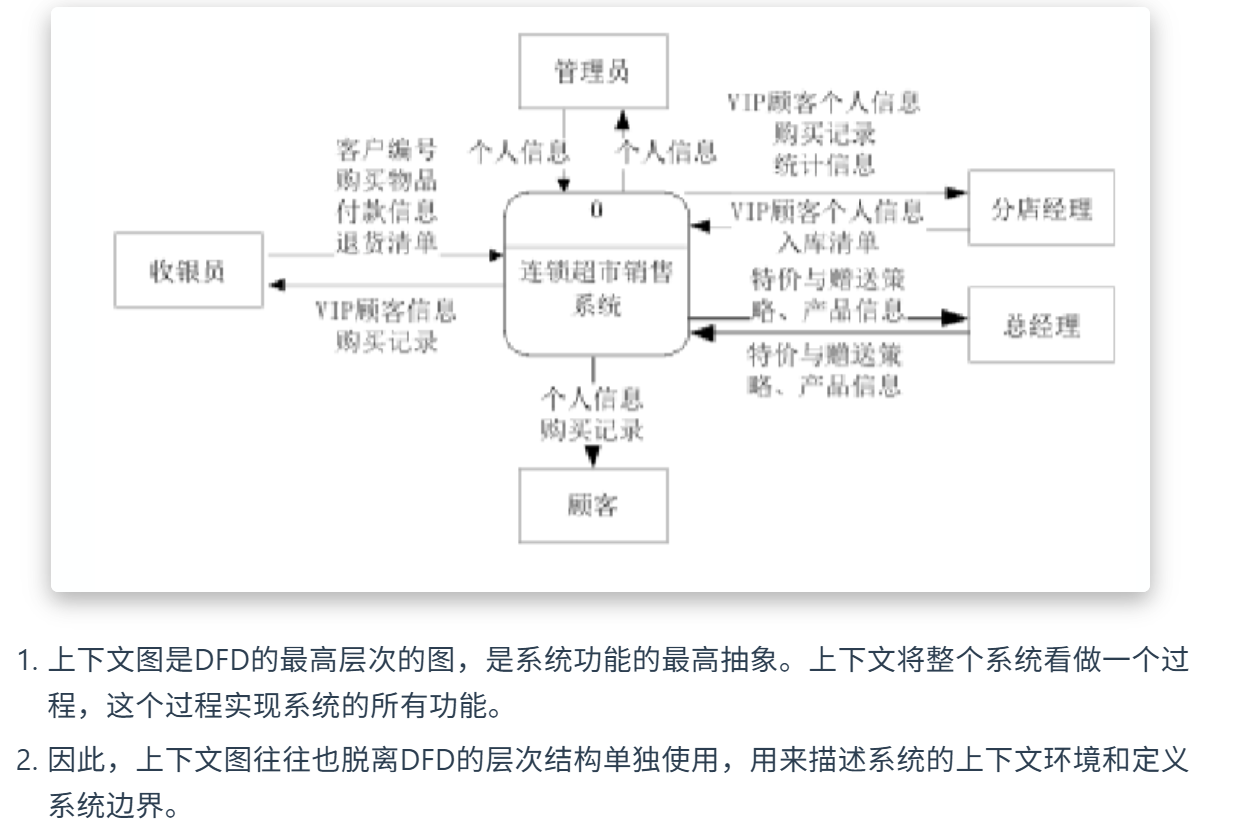 管理员
VIP顾客个人信息
购买记录
统计信息
客户编号
购买物品
付款信息
退货清单
个人信息
个人信息
分店经理
VIP顾客个人信息
入库清单
0
连锁超市销售
系统
收银员
VIP顾客信息
购买记录
特价与赠送策
略、产品信息
总经理
特价与赠送策
略、产品信息
个人信息
购买记录
顾客
1. 上下文图是DFD的最高层次的图，是系统功能的最高抽象。上下文将整个系统看做一个过
程，这个过程实现系统的所有功能。
2. 因此，上下文图往往也脱离DFD的层次结构单独使用，用来描述系统的上下文环境和定义
系统边界。